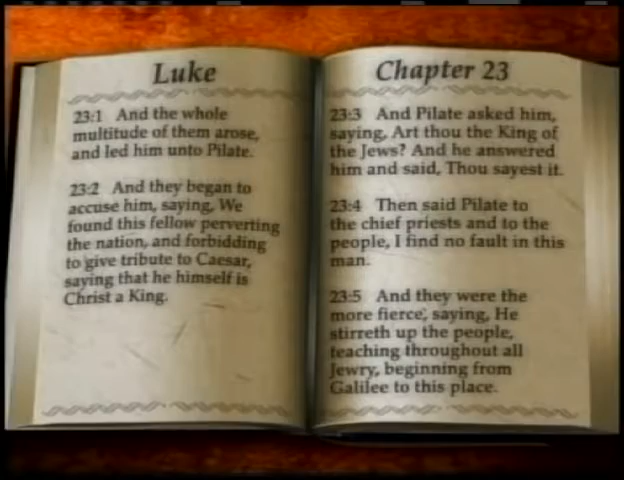 Luke
23:1 And the whole
multitude of them arose,
and led him unto Pilate.
23:2 And they began to
accuse him, saying, We
found this fellow perverting
the nation, and forbidding
to give tribute to Caesar,
saying that he himself is
Christ a King.
Chapter 23
23:3 And Pilate asked him,
saying, Art thou the King of
the Jews? And he answered
him and said, Thou sayest it.
23:4 Then said Pilate to
the chief priests and to the
people, I find no fault in this
man.
23:5 And they were the
more fierce, saying, He
stirreth up the people,
teaching throughout all
Jewry, beginning from
Galilee to this place.